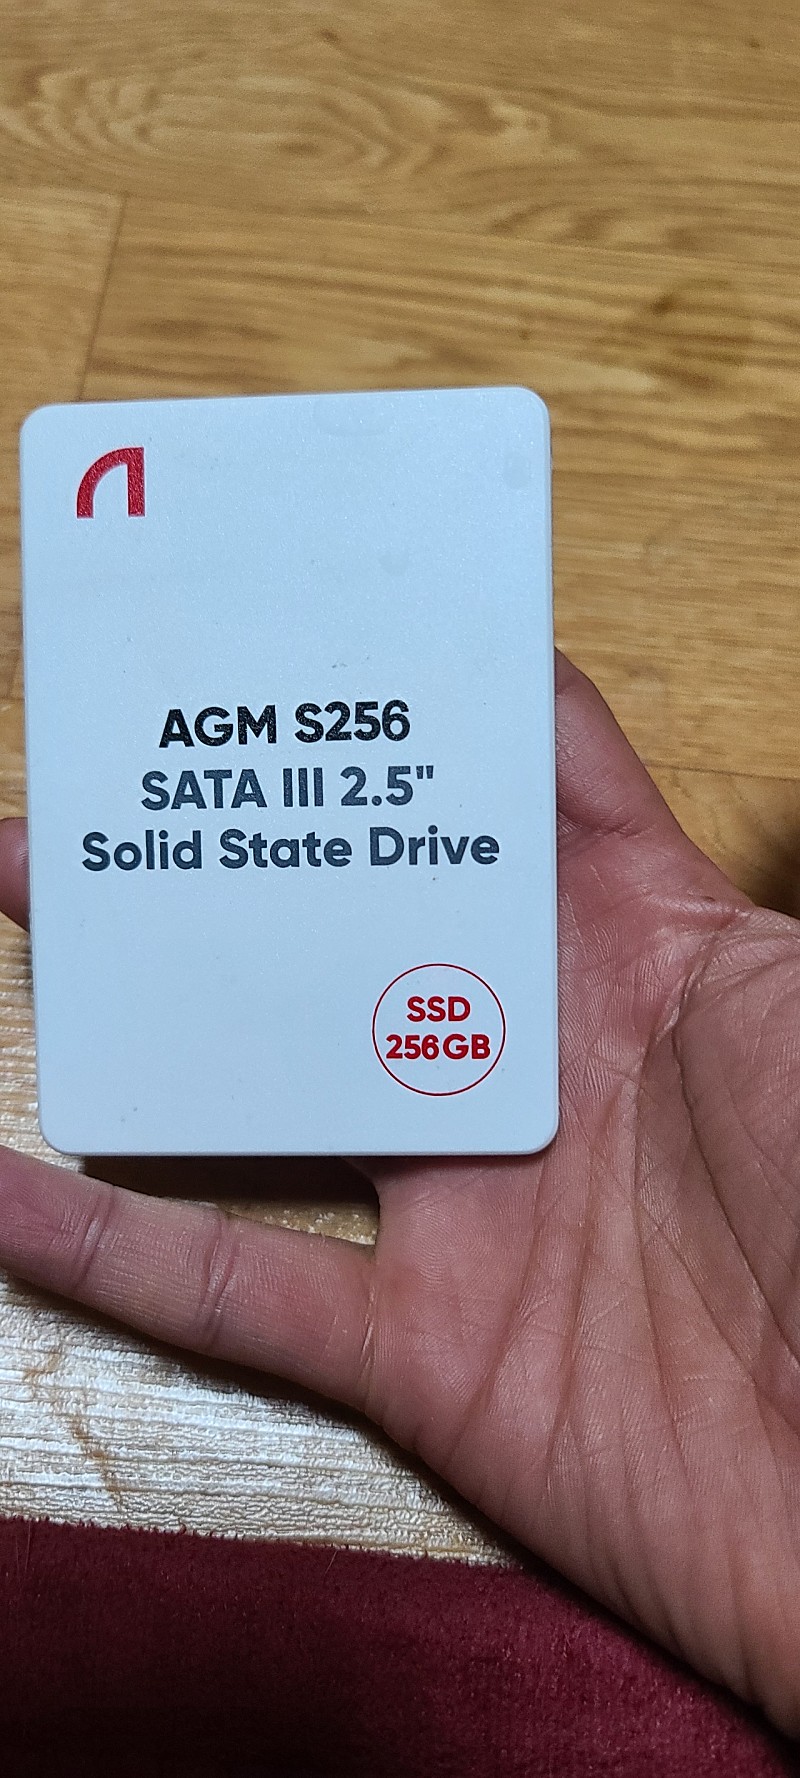 AGM S256
SATA III 2.5"
Solid State Drive
SSD
256GB